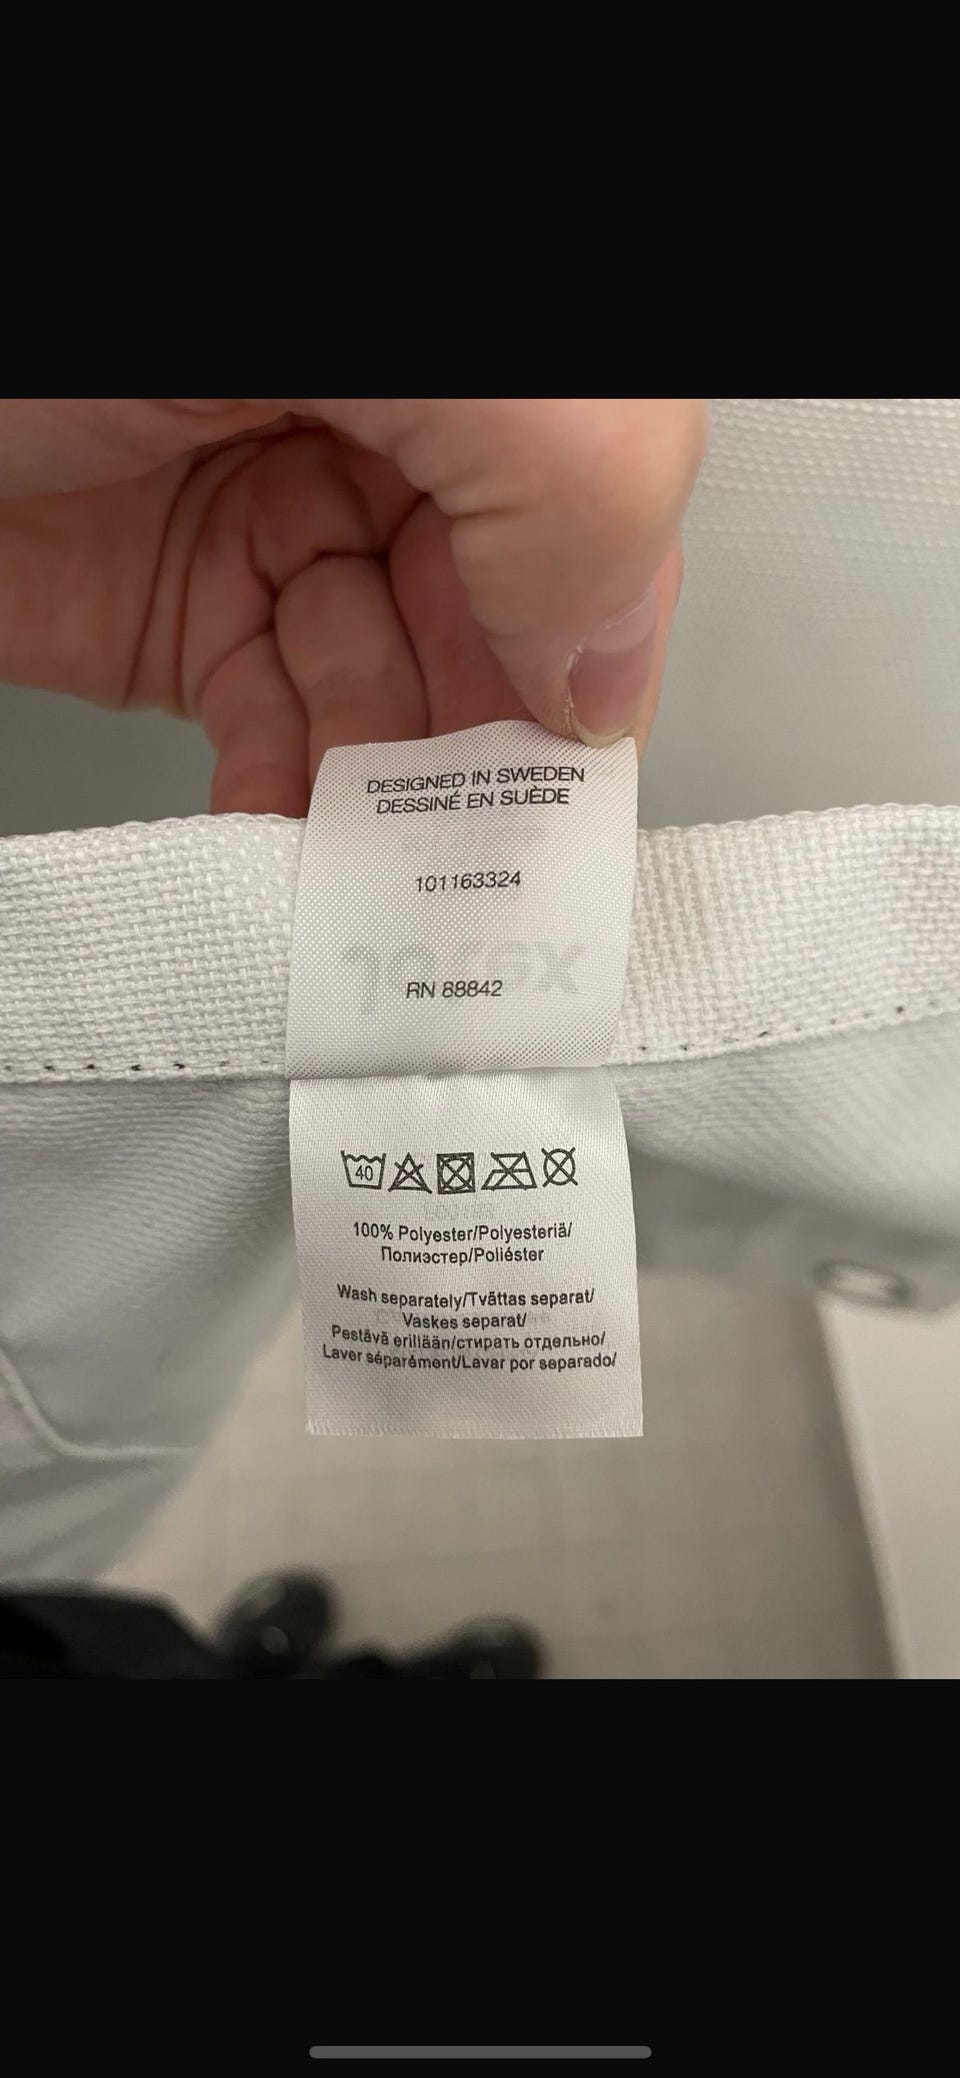 DESIGNED IN SWEDEN
DESSINÉ EN SUÈDE
101163324
RN 88842
40
100% Polyester/Polyesteriä/
Полиэстер/Poliéster
Wash separately/Tvättas separat/
Vaskes separat/
Pestävä erillään/стирать отдельно/
Laver séparément/Lavar por separado/